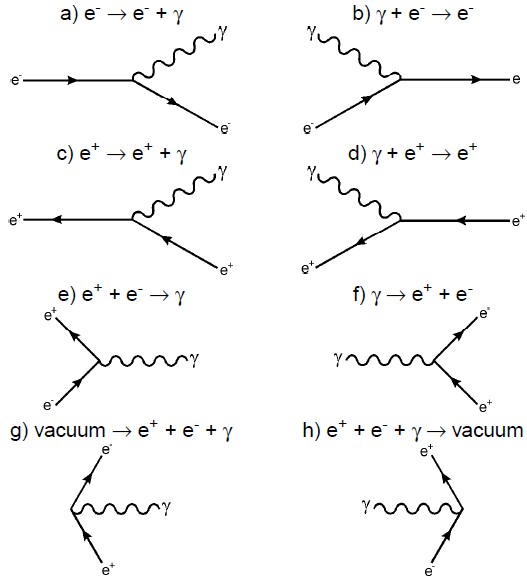 a) e⁻ → e⁻ + γ
b) γ + e⁻ → e⁻
γ
γ
e⁻
e
e⁻
e⁻
c) e⁺ → e⁺ + γ
d) γ + e⁺ → e⁺
γ
γ
e⁺
e⁺
e⁺
e⁺
e) e⁺ + e⁻ → γ
f) γ → e⁺ + e⁻
e⁺
e⁻
γ
γ
e⁻
e⁺
g) vacuum → e⁺ + e⁻ + γ
h) e⁺ + e⁻ + γ → vacuum
e⁻
e⁺
γ
γ
e⁺
e⁻